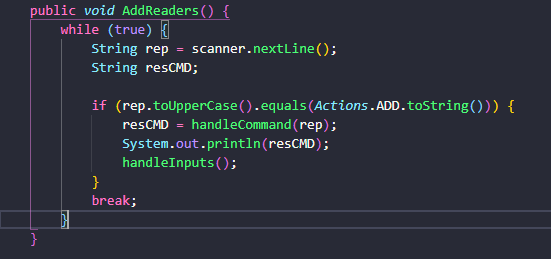 public void AddReaders() {
    while (true) {
        String rep = scanner.nextLine();
        String resCMD;

        if (rep.toUpperCase().equals(Actions.ADD.toString())) {
            resCMD = handleCommand(rep);
            System.out.println(resCMD);
            handleInputs();
        }
        break;
    }
}